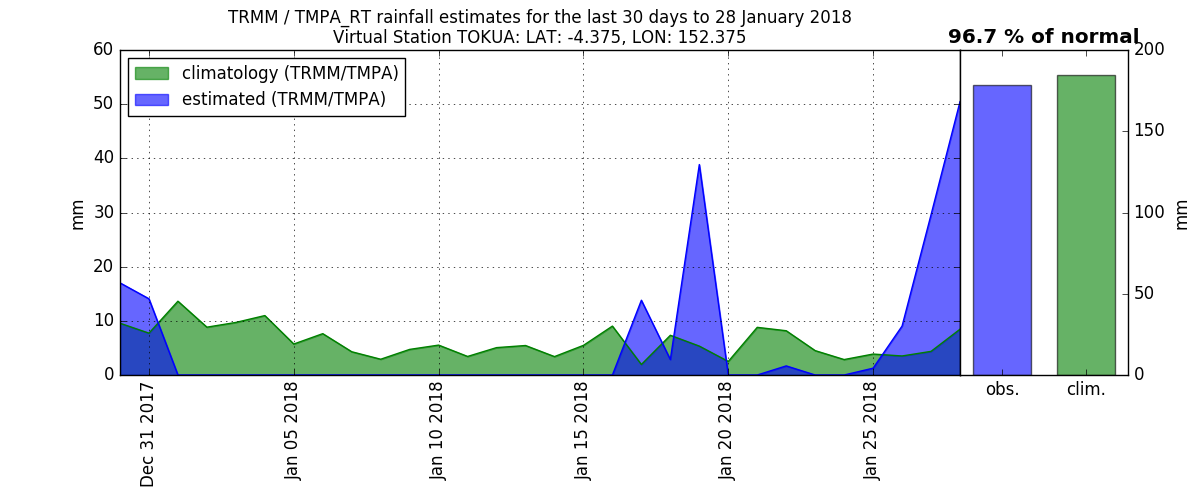 TRMM / TMPA_RT rainfall estimates for the last 30 days to 28 January 2018
Virtual Station TOKUA: LAT: -4.375, LON: 152.375
96.7 % of normal
climatology (TRMM/TMPA)
estimated (TRMM/TMPA)
60
50
40
30
20
10
0
mm
Dec 31 2017
Jan 05 2018
Jan 10 2018
Jan 15 2018
Jan 20 2018
Jan 25 2018
obs.
clim.
200
150
100
50
0
mm